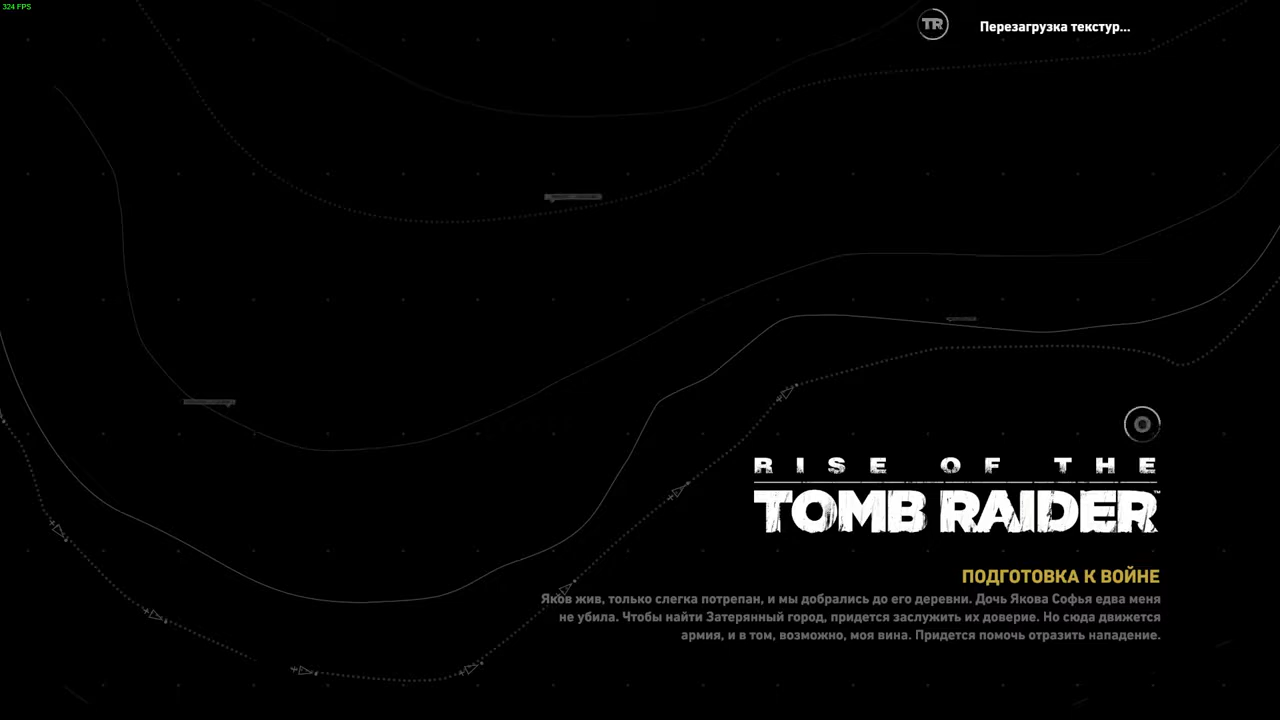 324 FPS
TR
Перезагрузка текстур...
RISE OF THE
TOMB RAIDER™
ПОДГОТОВКА К ВОЙНЕ
Яков жив, только слегка потрепан, и мы добрались до его деревни. Дочь Якова Софья едва меня
не убила. Чтобы найти Затерянный город, придется заслужить их доверие. Но сюда движется
армия, и в том, возможно, моя вина. Придется помочь отразить нападение.